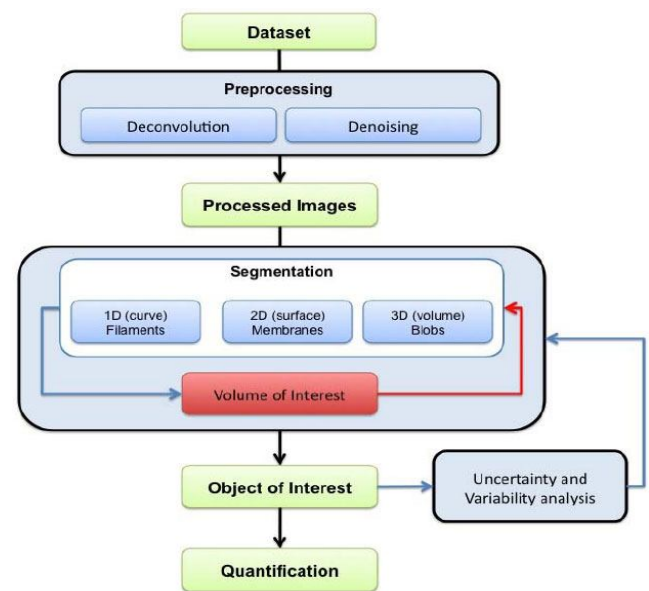 Dataset
Preprocessing
Deconvolution
Denoising
Processed Images
Segmentation
1D (curve)
Filaments
2D (surface)
Membranes
3D (volume)
Blobs
Volume of Interest
Object of Interest
Uncertainty and
Variability analysis
Quantification